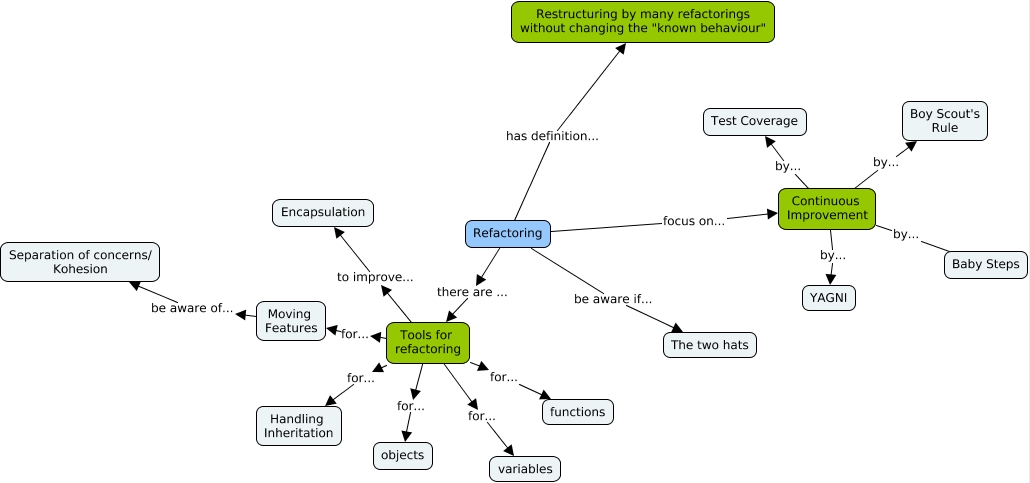 Restructuring by many refactorings
without changing the "known behaviour"
has definition...
Test Coverage
Boy Scout's
Rule
by...
by...
Continuous
Improvement
focus on...
by...
by...
Baby Steps
YAGNI
Encapsulation
Refactoring
Separation of concerns/
Kohesion
to improve...
there are ...
be aware if...
be aware of...
Moving
Features
for...
Tools for
refactoring
The two hats
for...
for...
for...
for...
Handling
Inheritation
objects
variables
functions